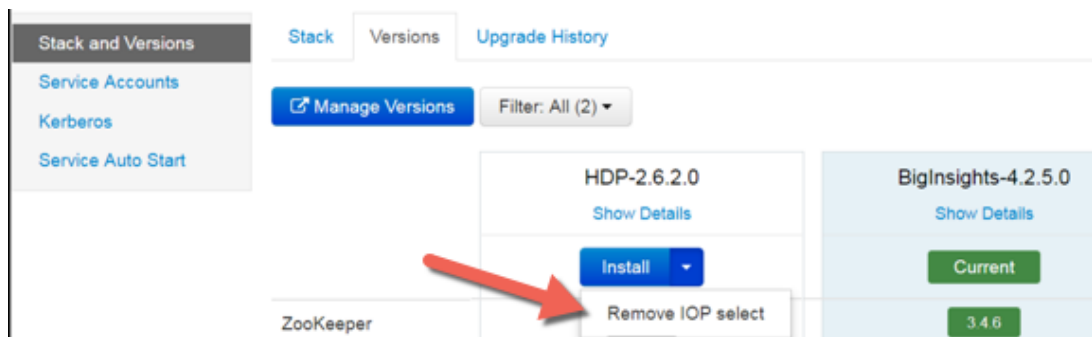 Stack and Versions
Service Accounts
Kerberos
Service Auto Start
Stack Versions Upgrade History
Manage Versions Filter: All (2)
HDP-2.6.2.0 BigInsights-4.2.5.0
Show Details Show Details
Install Current
Remove IOP select
ZooKeeper 3.4.6